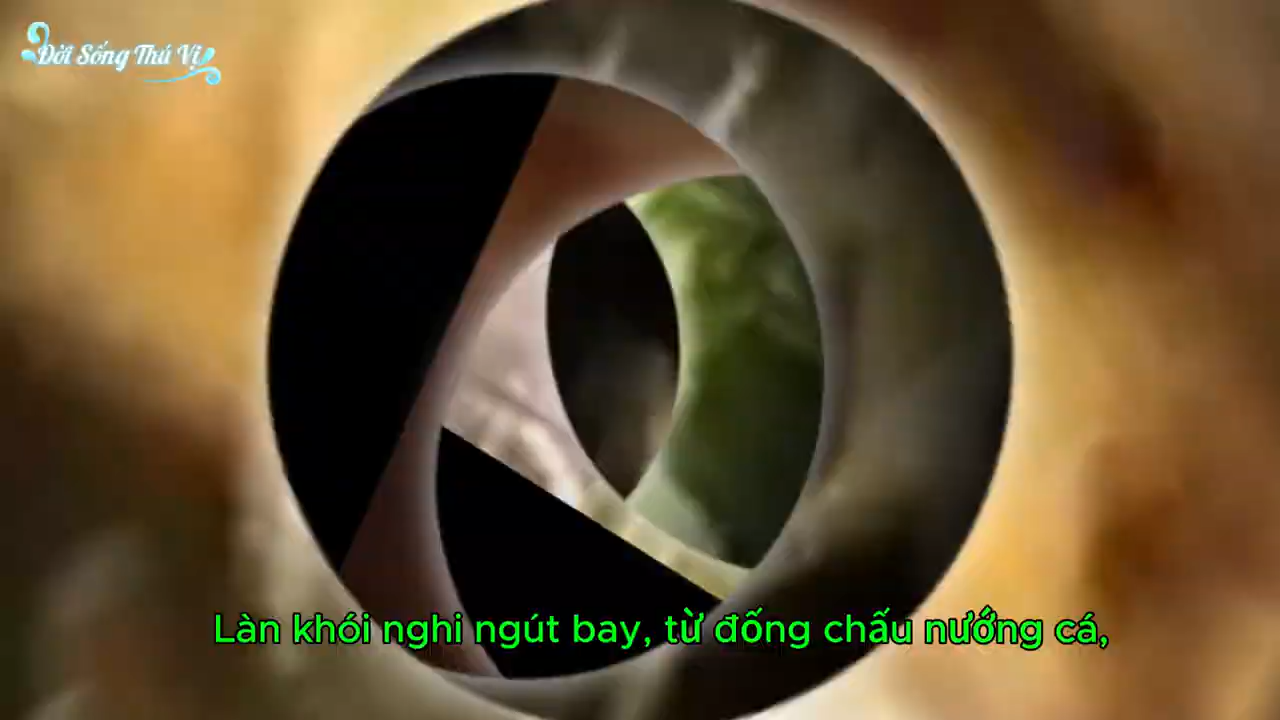 Đời Sống Thú Vị
Làn khói nghi ngút bay, từ đống chấu nướng cá,